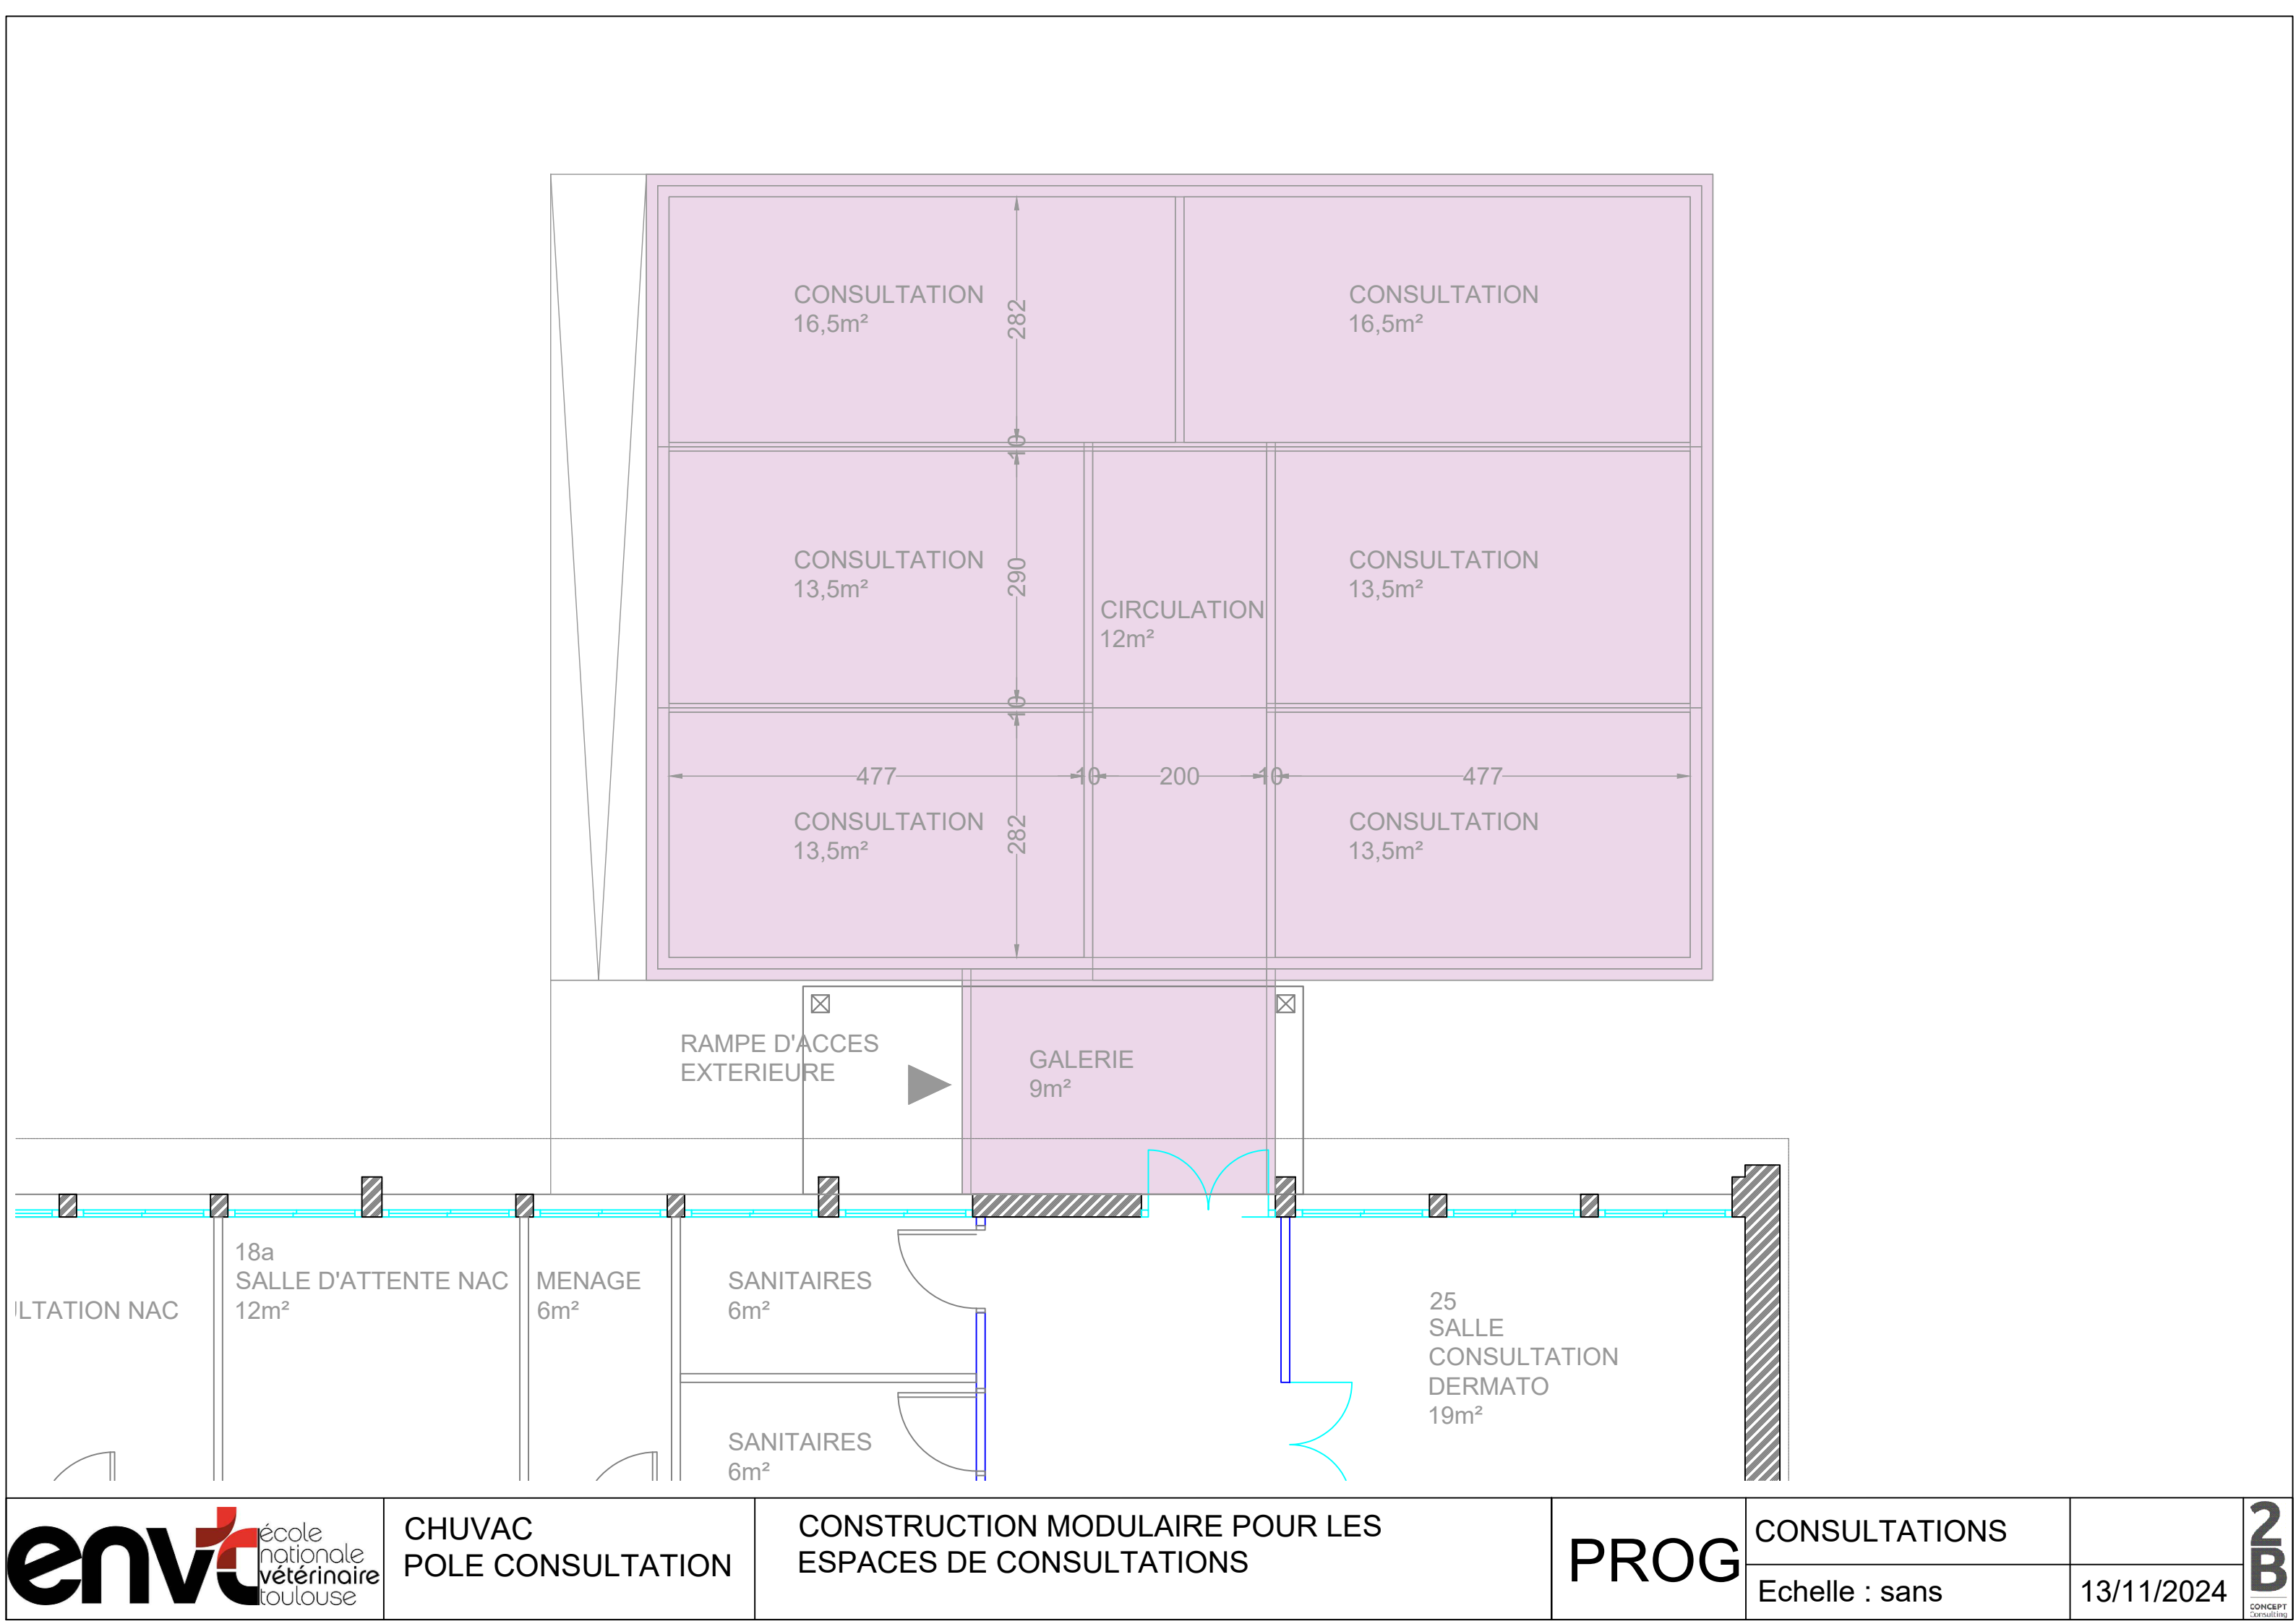 CONSULTATION
16,5m²
282
CONSULTATION
16,5m²
10
CONSULTATION
13,5m²
290
CIRCULATION
12m²
CONSULTATION
13,5m²
10
477
10
200
10
477
CONSULTATION
13,5m²
282
CONSULTATION
13,5m²
RAMPE D'ACCES
EXTERIEURE
GALERIE
9m²
ULTATION NAC
18a
SALLE D'ATTENTE NAC
12m²
MENAGE
6m²
SANITAIRES
6m²
SANITAIRES
6m²
25
SALLE
CONSULTATION
DERMATO
19m²
envt
école
nationale
vétérinaire
toulouse
CHUVAC
POLE CONSULTATION
CONSTRUCTION MODULAIRE POUR LES
ESPACES DE CONSULTATIONS
PROG
CONSULTATIONS
Echelle : sans
13/11/2024
2B
CONCEPT
Consulting